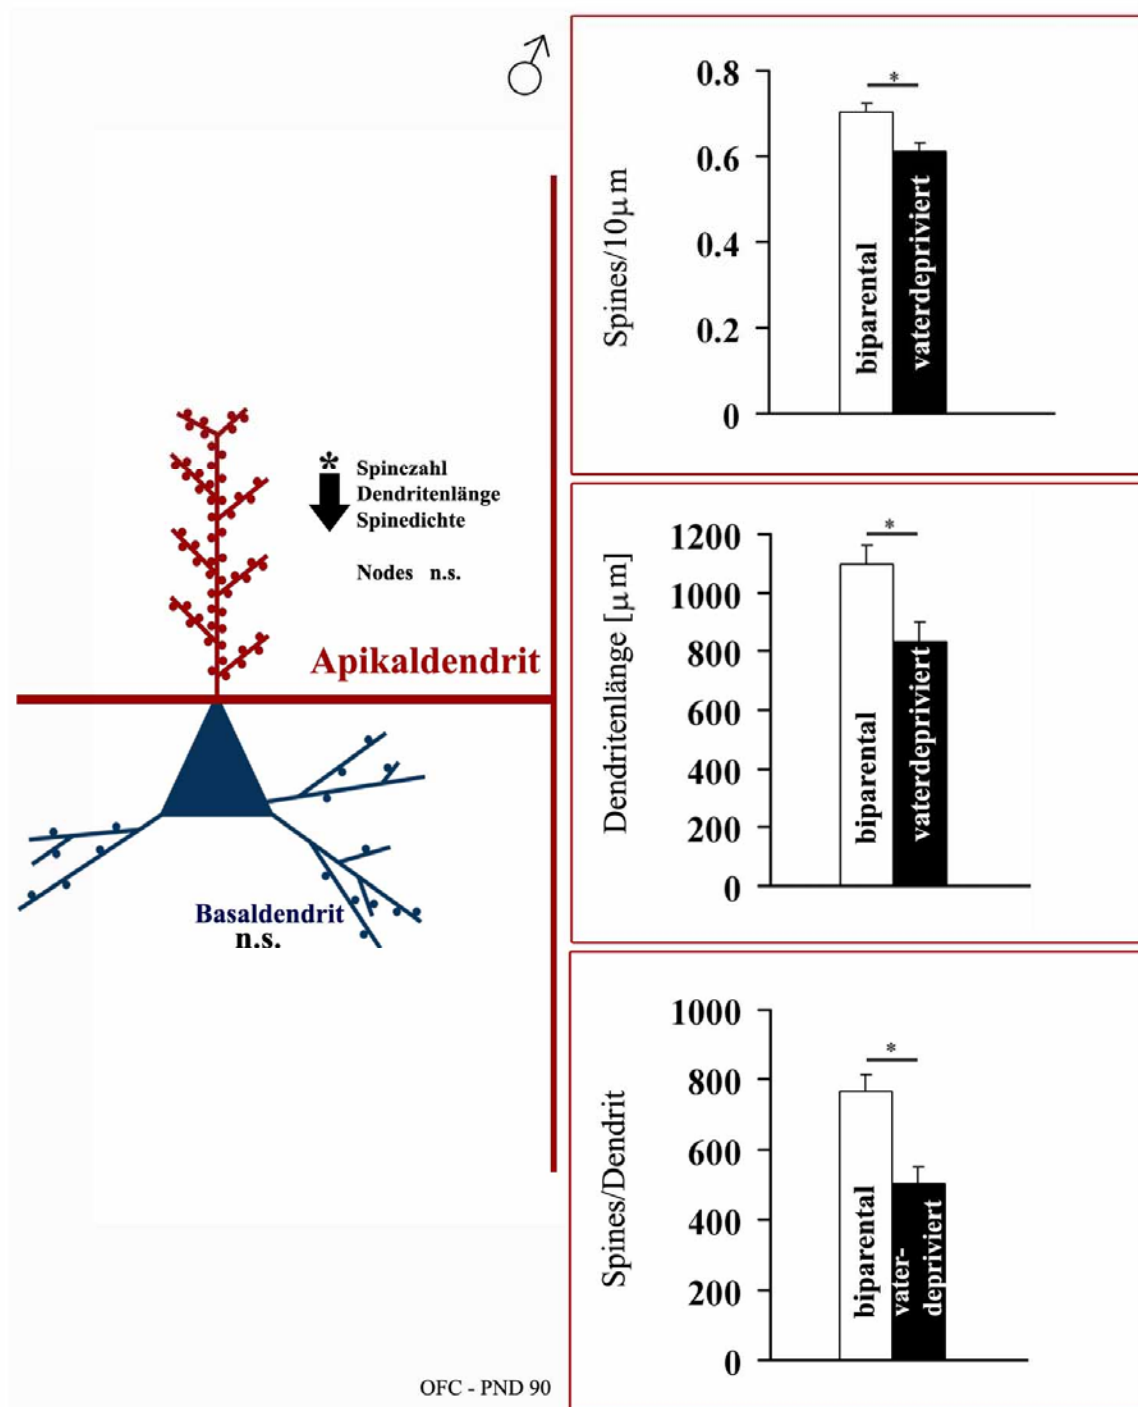 ♂
* Spinezahl
Dendritenlänge
Spinedichte
Nodes n.s.
Apikaldendrit
Basaldendrit
n.s.
OFC - PND 90
Spines/10µm
0.8
0.6
0.4
0.2
0
*
biparental
vaterdepriviert
Dendritenlänge [µm]
1200
1000
800
600
400
200
0
*
biparental
vaterdepriviert
Spines/Dendrit
1000
800
600
400
200
0
*
biparental
vater-
depriviert